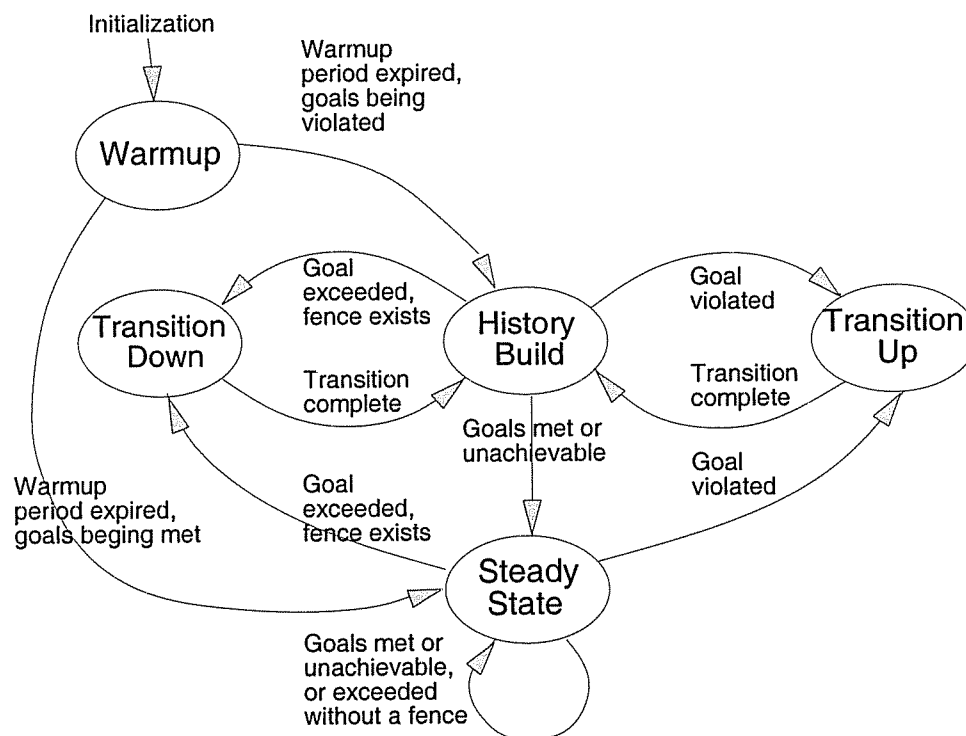 Initialization
Warmup
period expired,
goals being
violated
Warmup
Goal
exceeded,
fence exists
Goal
violated
Transition
Down
History
Build
Transition
Up
Transition
complete
Transition
complete
Goals met or
unachievable
Warmup
period expired,
goals beging met
Goal
exceeded,
fence exists
Goal
violated
Steady
State
Goals met or
unachievable,
or exceeded
without a fence